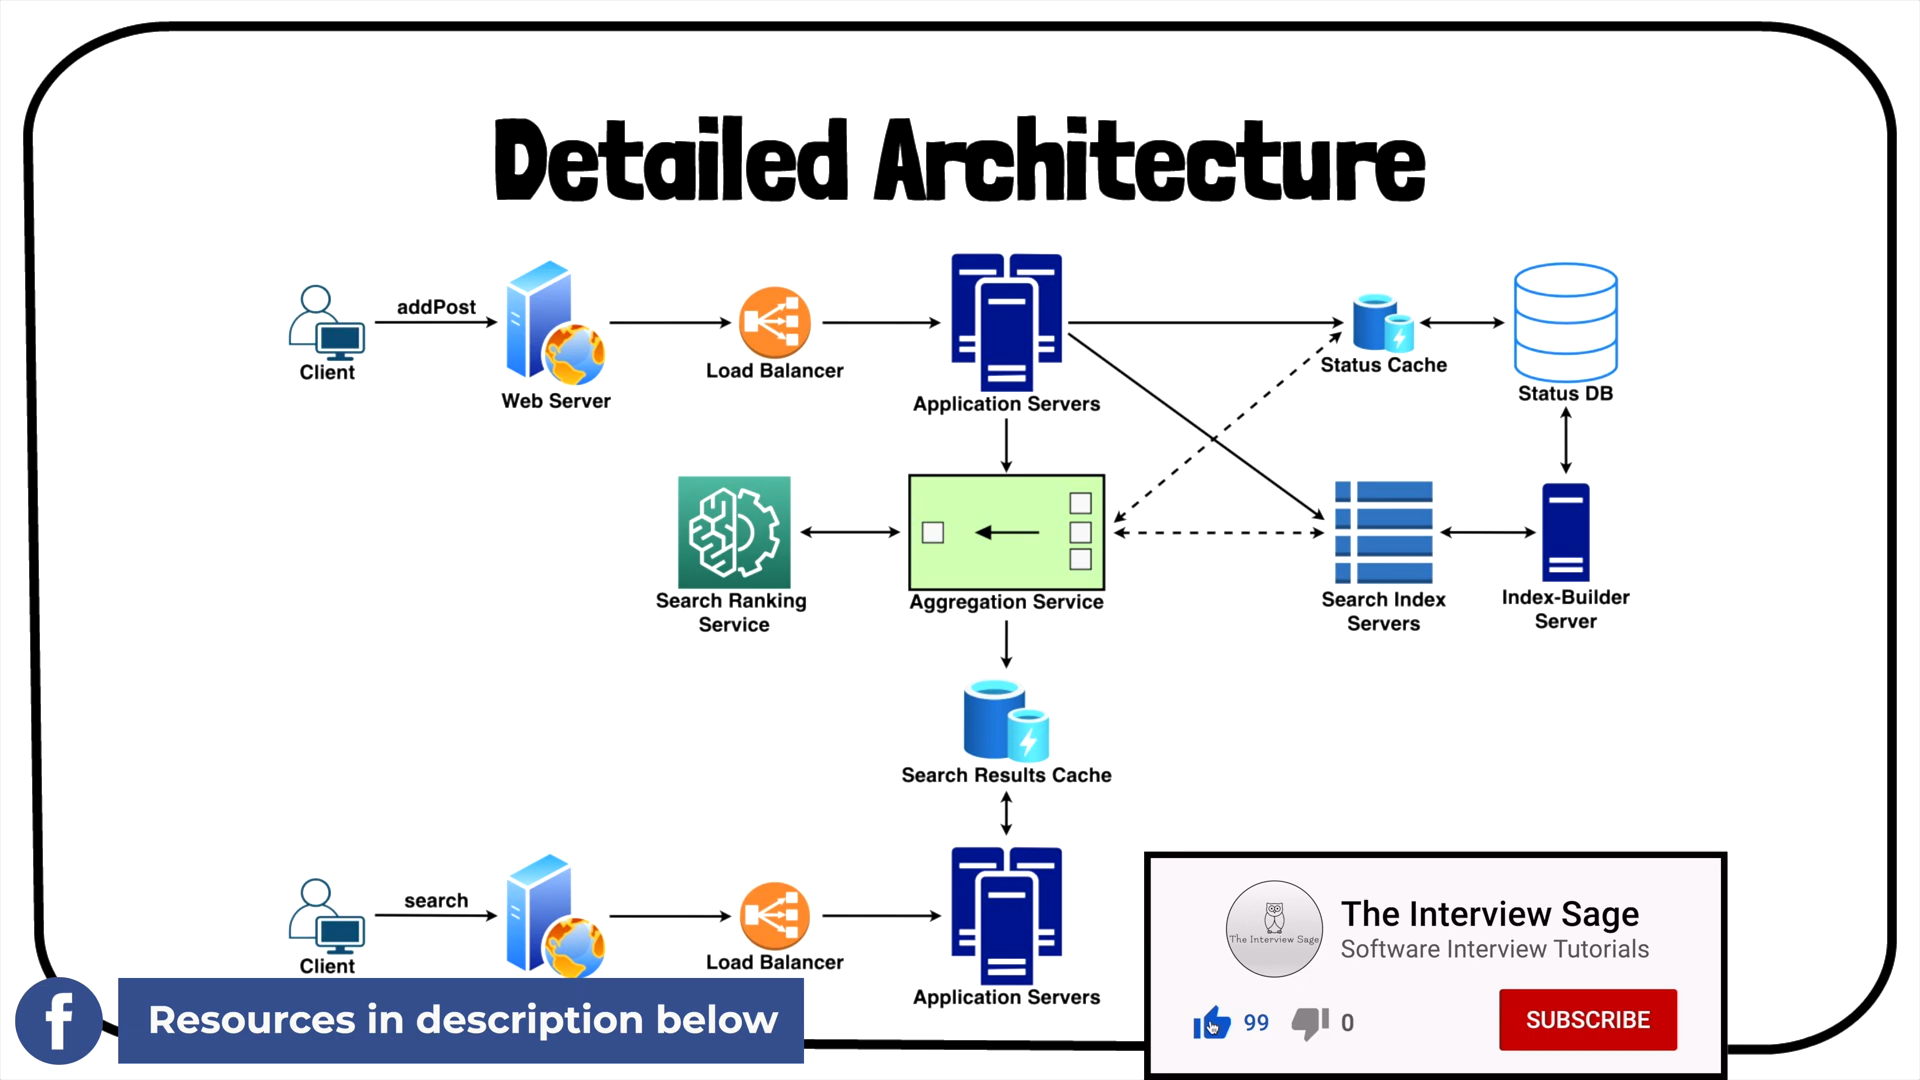 Detailed Architecture
addPost
Client
Web Server
Load Balancer
Application Servers
Status Cache
Status DB
Search Ranking
Service
Aggregation Service
Search Index
Servers
Index-Builder
Server
Search Results Cache
search
Client
Load Balancer
Application Servers
The Interview Sage
The Interview Sage
Software Interview Tutorials
99
0
SUBSCRIBE
f
Resources in description below